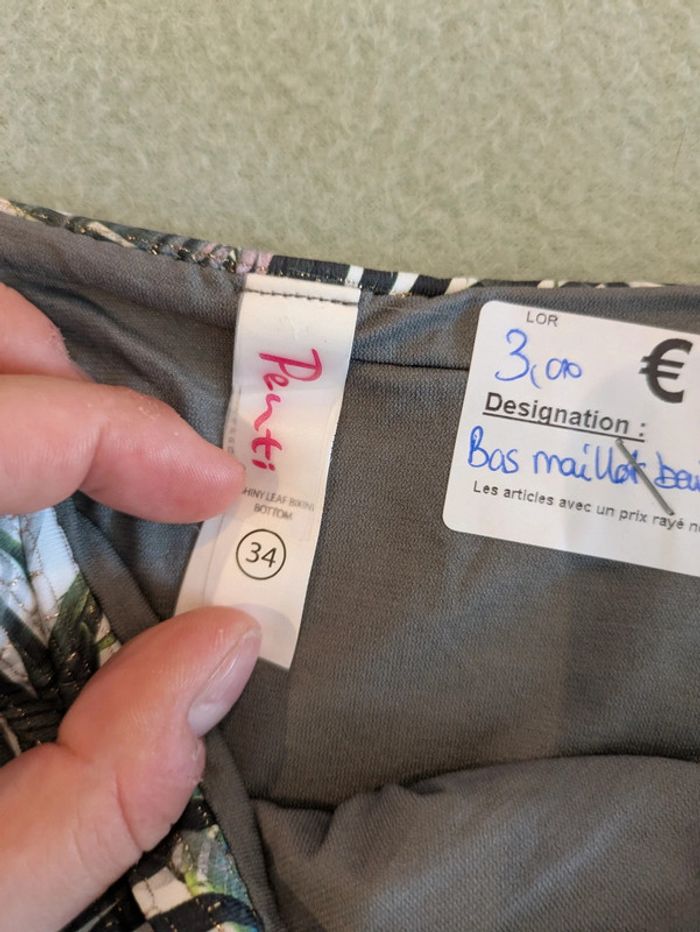 Penti
SHINY LEAF BIKINI
BOTTOM
34
LOR
3,00 €
Designation :
Bas maillot
Les articles avec un prix rayé